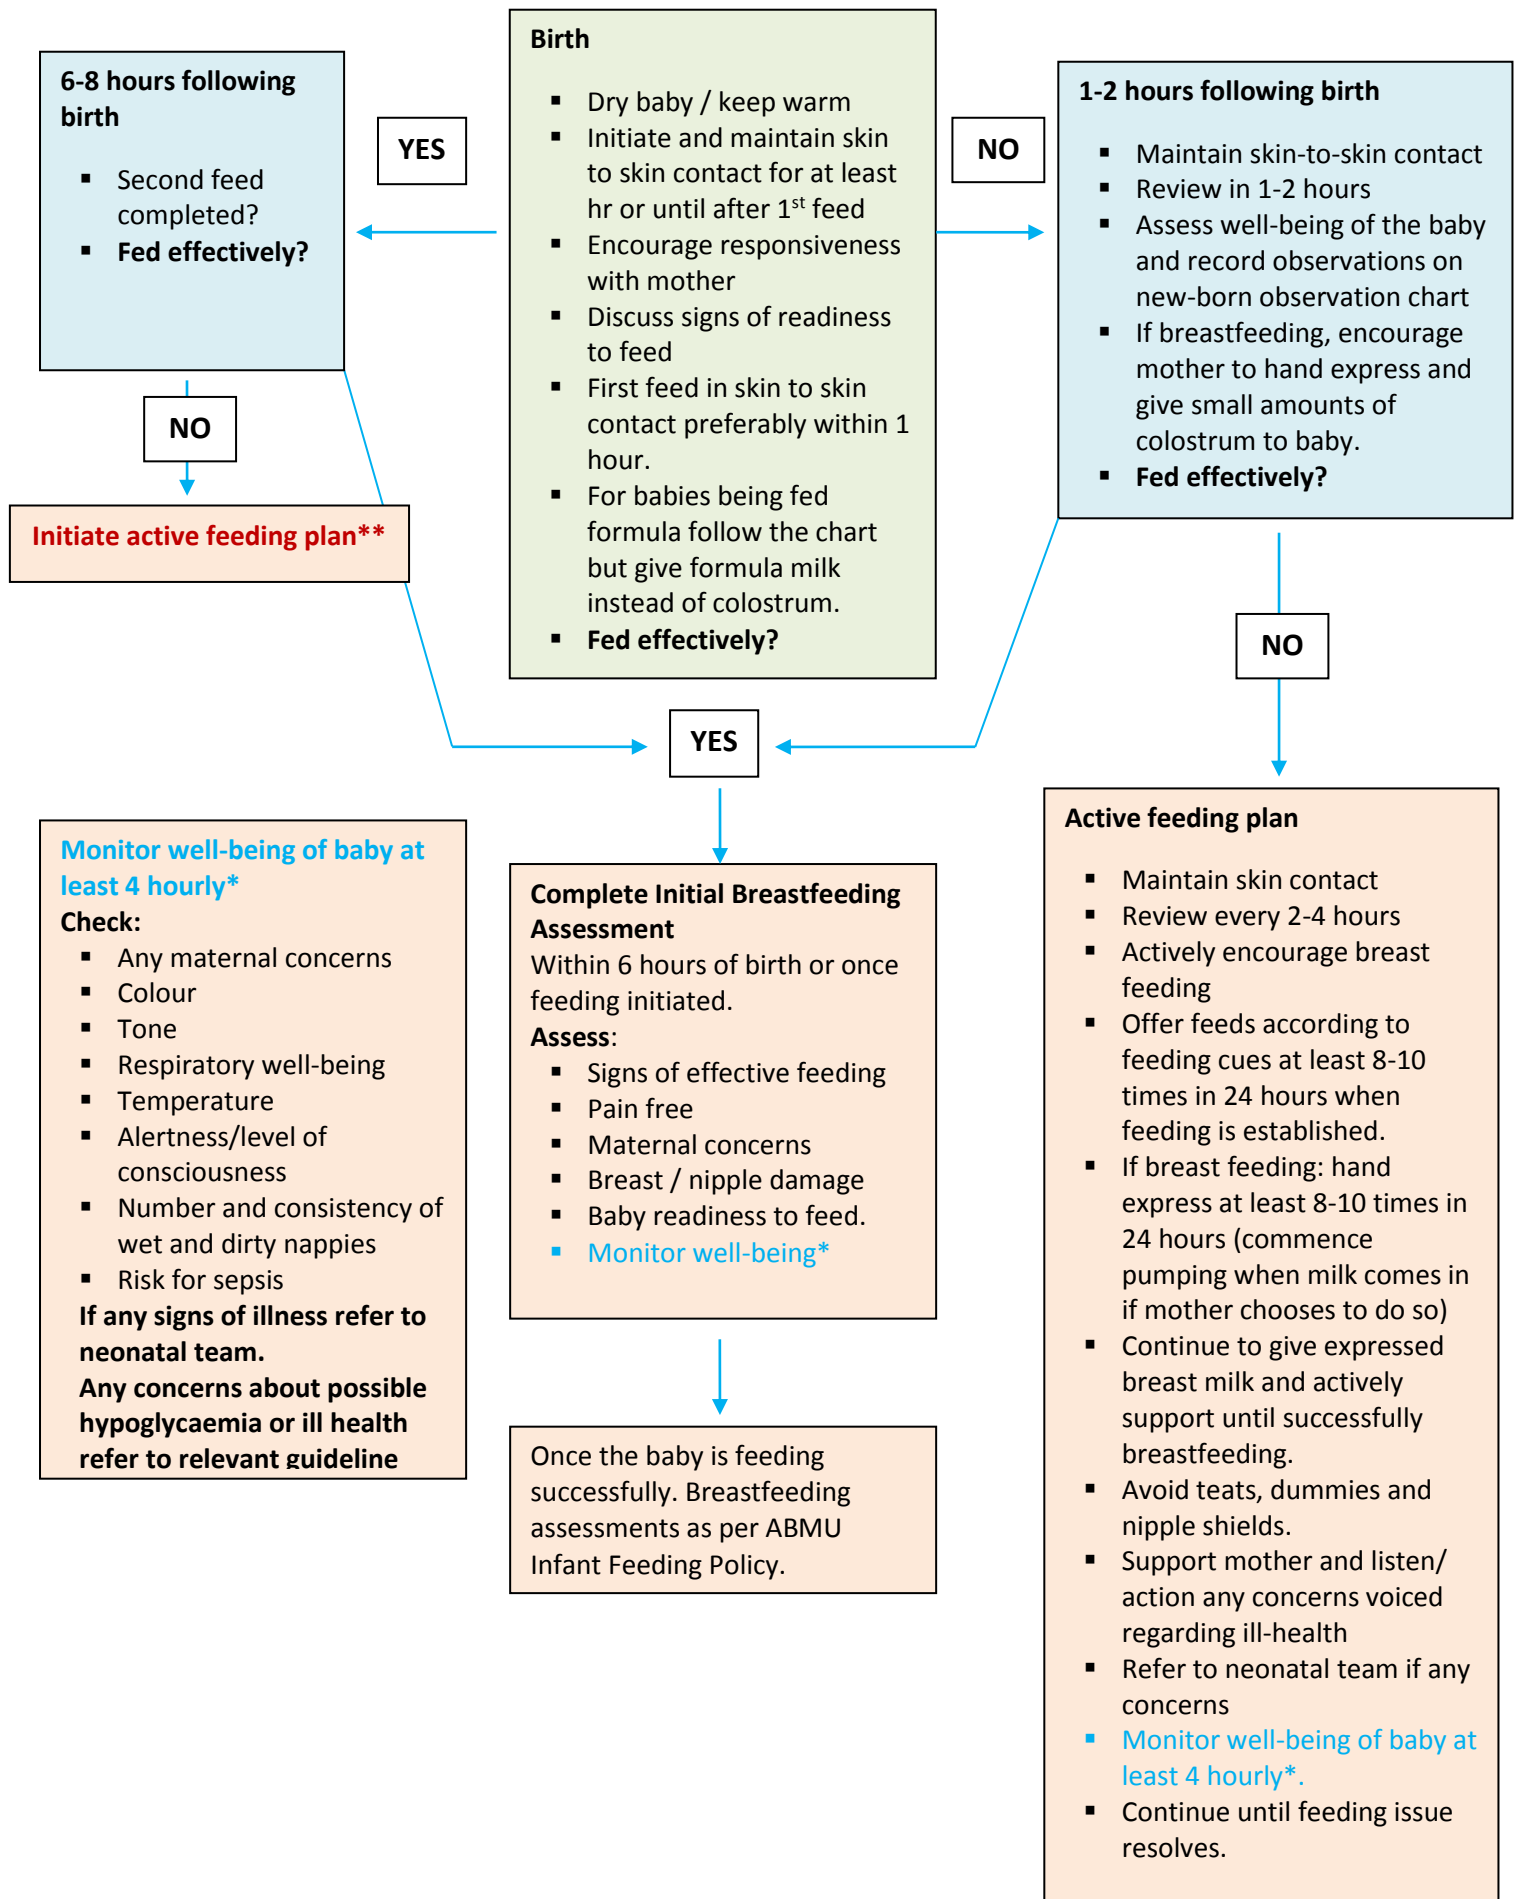 Birth
▪ Dry baby / keep warm
▪ Initiate and maintain skin
to skin contact for at least
hr or until after 1st feed
▪ Encourage responsiveness
with mother
▪ Discuss signs of readiness
to feed
▪ First feed in skin to skin
contact preferably within 1
hour.
▪ For babies being fed
formula follow the chart
but give formula milk
instead of colostrum.
▪ Fed effectively?
YES
6-8 hours following
birth
▪ Second feed
completed?
▪ Fed effectively?
NO
Initiate active feeding plan**
NO
1-2 hours following birth
▪ Maintain skin-to-skin contact
▪ Review in 1-2 hours
▪ Assess well-being of the baby
and record observations on
new-born observation chart
▪ If breastfeeding, encourage
mother to hand express and
give small amounts of
colostrum to baby.
▪ Fed effectively?
NO
YES
Monitor well-being of baby at
least 4 hourly*
Check:
▪ Any maternal concerns
▪ Colour
▪ Tone
▪ Respiratory well-being
▪ Temperature
▪ Alertness/level of
consciousness
▪ Number and consistency of
wet and dirty nappies
▪ Risk for sepsis
If any signs of illness refer to
neonatal team.
Any concerns about possible
hypoglycaemia or ill health
refer to relevant guideline
Complete Initial Breastfeeding
Assessment
Within 6 hours of birth or once
feeding initiated.
Assess:
▪ Signs of effective feeding
▪ Pain free
▪ Maternal concerns
▪ Breast / nipple damage
▪ Baby readiness to feed.
▪ Monitor well-being*
Once the baby is feeding
successfully. Breastfeeding
assessments as per ABMU
Infant Feeding Policy.
Active feeding plan
▪ Maintain skin contact
▪ Review every 2-4 hours
▪ Actively encourage breast
feeding
▪ Offer feeds according to
feeding cues at least 8-10
times in 24 hours when
feeding is established.
▪ If breast feeding: hand
express at least 8-10 times in
24 hours (commence
pumping when milk comes in
if mother chooses to do so)
▪ Continue to give expressed
breast milk and actively
support until successfully
breastfeeding.
▪ Avoid teats, dummies and
nipple shields.
▪ Support mother and listen/
action any concerns voiced
regarding ill-health
▪ Refer to neonatal team if any
concerns
▪ Monitor well-being of baby at
least 4 hourly*.
▪ Continue until feeding issue
resolves.